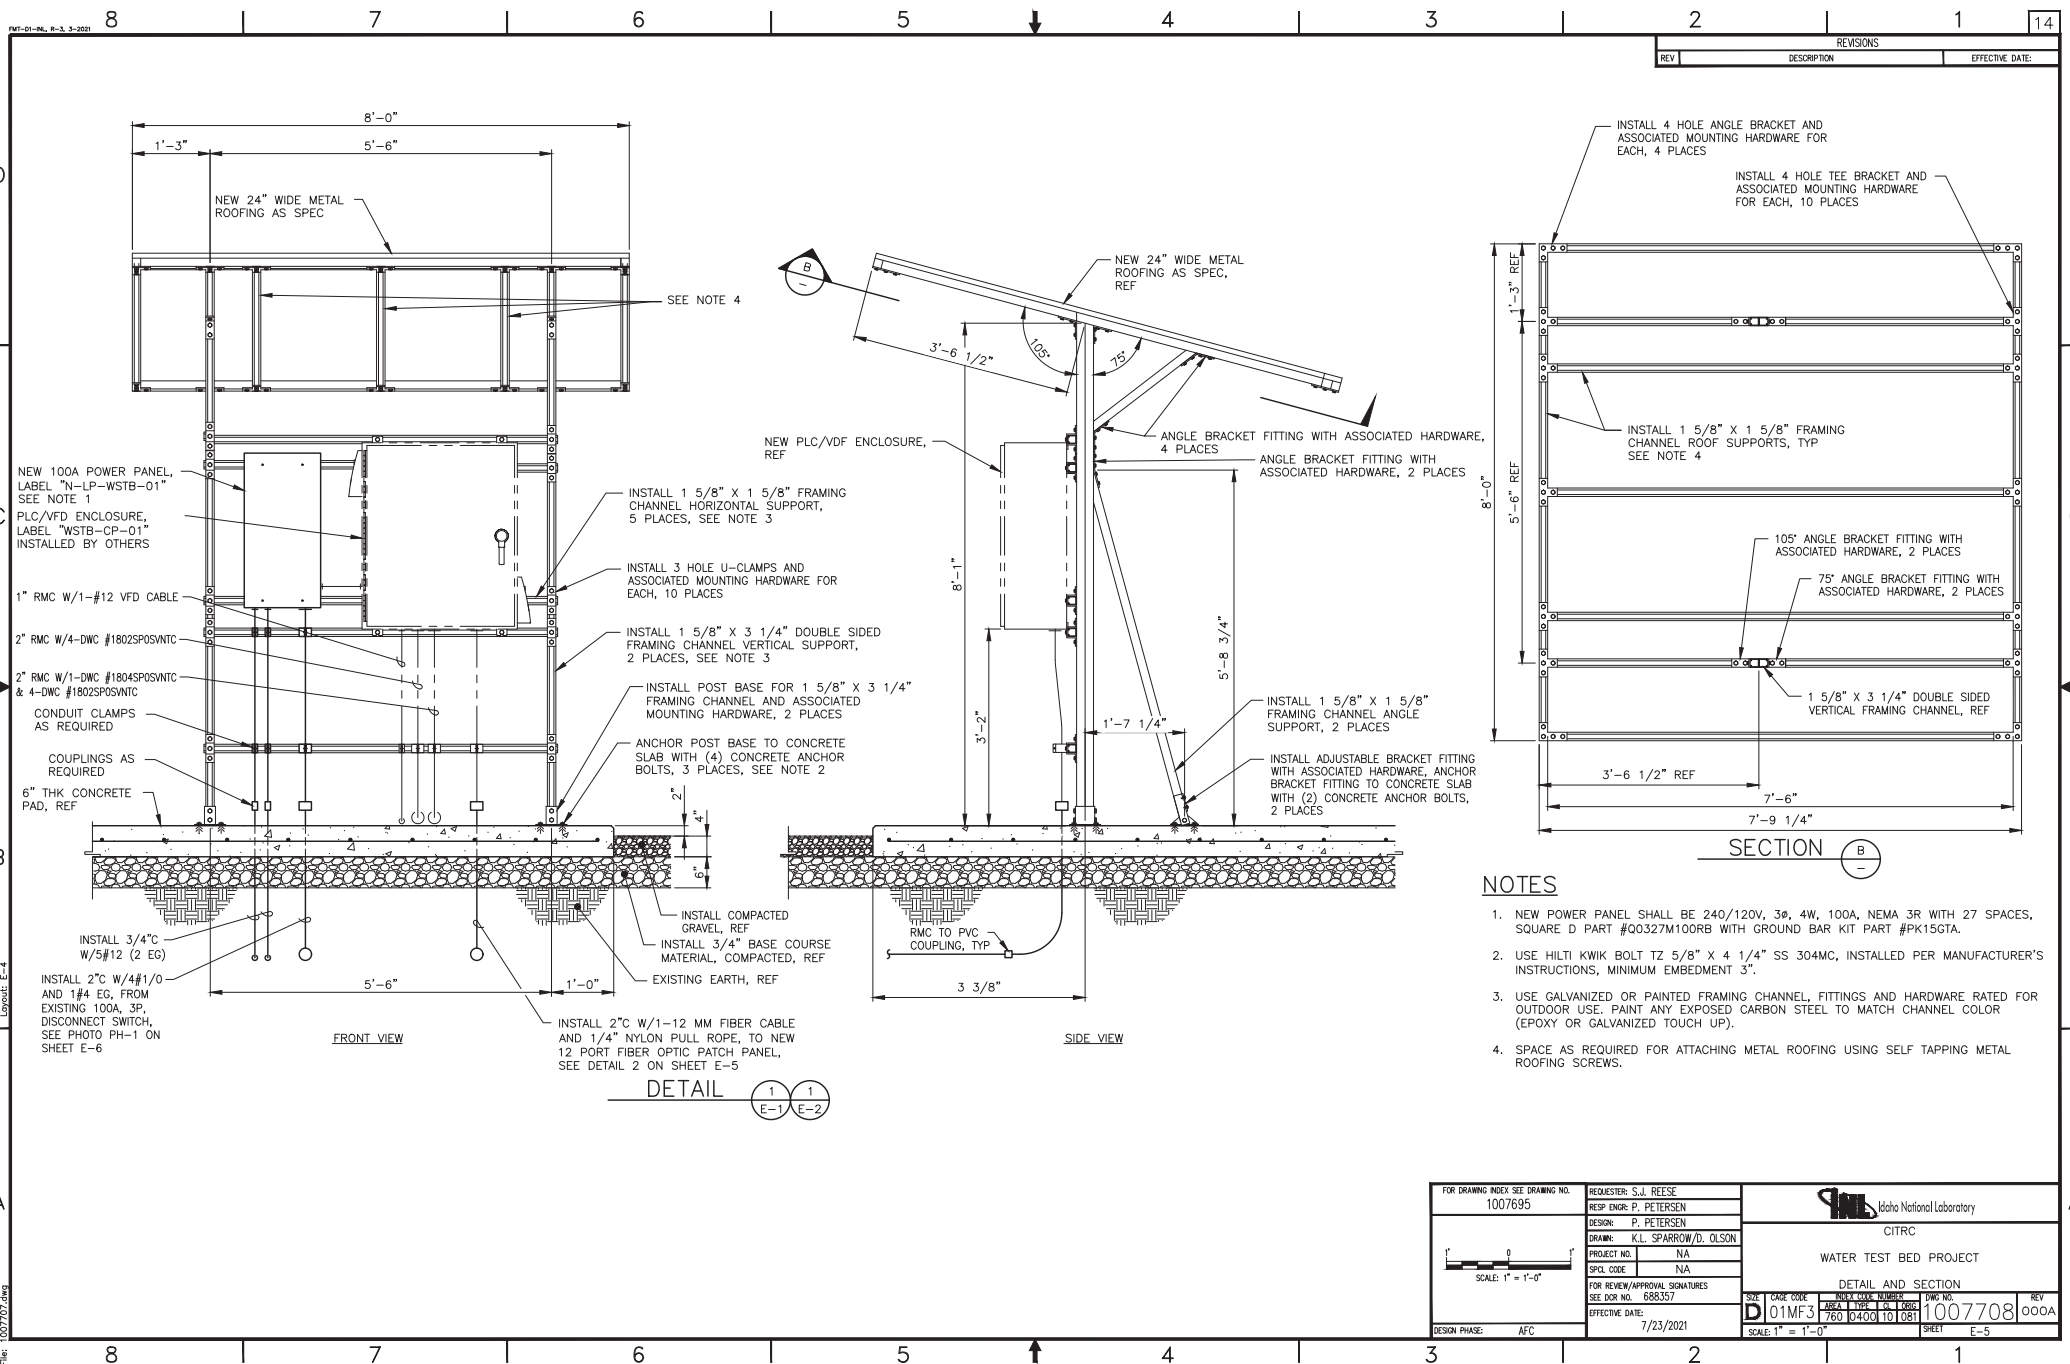 8
7
6
5
4
3
2
1
14
FMT-D1-INL, R-3, 3-2021
REVISIONS
REV
DESCRIPTION
EFFECTIVE DATE:
8'-0"
1'-3"
5'-6"
NEW 24" WIDE METAL
ROOFING AS SPEC
SEE NOTE 4
NEW 100A POWER PANEL,
LABEL "N-LP-WSTB-01"
SEE NOTE 1
PLC/VFD ENCLOSURE,
LABEL "WSTB-CP-01"
INSTALLED BY OTHERS
1" RMC W/1-#12 VFD CABLE
2" RMC W/4-DWC #1802SP0SVNTC
2" RMC W/1-DWC #1804SP0SVNTC
& 4-DWC #1802SP0SVNTC
CONDUIT CLAMPS
AS REQUIRED
COUPLINGS AS
REQUIRED
6" THK CONCRETE
PAD, REF
INSTALL 1 5/8" X 1 5/8" FRAMING
CHANNEL HORIZONTAL SUPPORT,
5 PLACES, SEE NOTE 3
INSTALL 3 HOLE U-CLAMPS AND
ASSOCIATED MOUNTING HARDWARE FOR
EACH, 10 PLACES
INSTALL 1 5/8" X 3 1/4" DOUBLE SIDED
FRAMING CHANNEL VERTICAL SUPPORT,
2 PLACES, SEE NOTE 3
INSTALL POST BASE FOR 1 5/8" X 3 1/4"
FRAMING CHANNEL AND ASSOCIATED
MOUNTING HARDWARE, 2 PLACES
ANCHOR POST BASE TO CONCRETE
SLAB WITH (4) CONCRETE ANCHOR
BOLTS, 3 PLACES, SEE NOTE 2
2"
4"
6"
INSTALL COMPACTED
GRAVEL, REF
INSTALL 3/4" BASE COURSE
MATERIAL, COMPACTED, REF
EXISTING EARTH, REF
INSTALL 3/4"C
W/5#12 (2 EG)
INSTALL 2"C W/4#1/0
AND 1#4 EG, FROM
EXISTING 100A, 3P,
DISCONNECT SWITCH,
SEE PHOTO PH-1 ON
SHEET E-6
5'-6"
1'-0"
INSTALL 2"C W/1-12 MM FIBER CABLE
AND 1/4" NYLON PULL ROPE, TO NEW
12 PORT FIBER OPTIC PATCH PANEL,
SEE DETAIL 2 ON SHEET E-5
FRONT VIEW
DETAIL
1
E-1
1
E-2
B
-
NEW 24" WIDE METAL
ROOFING AS SPEC,
REF
3'-6 1/2"
105°
75°
NEW PLC/VDF ENCLOSURE,
REF
ANGLE BRACKET FITTING WITH ASSOCIATED HARDWARE,
4 PLACES
ANGLE BRACKET FITTING WITH
ASSOCIATED HARDWARE, 2 PLACES
8'-1"
5'-8 3/4"
3'-2"
1'-7 1/4"
INSTALL 1 5/8" X 1 5/8"
FRAMING CHANNEL ANGLE
SUPPORT, 2 PLACES
INSTALL ADJUSTABLE BRACKET FITTING
WITH ASSOCIATED HARDWARE, ANCHOR
BRACKET FITTING TO CONCRETE SLAB
WITH (2) CONCRETE ANCHOR BOLTS,
2 PLACES
RMC TO PVC
COUPLING, TYP
3 3/8"
SIDE VIEW
INSTALL 4 HOLE ANGLE BRACKET AND
ASSOCIATED MOUNTING HARDWARE FOR
EACH, 4 PLACES
INSTALL 4 HOLE TEE BRACKET AND
ASSOCIATED MOUNTING HARDWARE
FOR EACH, 10 PLACES
1'-3" REF
8'-0"
5'-6" REF
INSTALL 1 5/8" X 1 5/8" FRAMING
CHANNEL ROOF SUPPORTS, TYP
SEE NOTE 4
105° ANGLE BRACKET FITTING WITH
ASSOCIATED HARDWARE, 2 PLACES
75° ANGLE BRACKET FITTING WITH
ASSOCIATED HARDWARE, 2 PLACES
1 5/8" X 3 1/4" DOUBLE SIDED
VERTICAL FRAMING CHANNEL, REF
3'-6 1/2" REF
7'-6"
7'-9 1/4"
SECTION
B
-
NOTES
1. NEW POWER PANEL SHALL BE 240/120V, 3ø, 4W, 100A, NEMA 3R WITH 27 SPACES,
SQUARE D PART #QO327M100RB WITH GROUND BAR KIT PART #PK15GTA.
2. USE HILTI KWIK BOLT TZ 5/8" X 4 1/4" SS 304MC, INSTALLED PER MANUFACTURER'S
INSTRUCTIONS, MINIMUM EMBEDMENT 3".
3. USE GALVANIZED OR PAINTED FRAMING CHANNEL, FITTINGS AND HARDWARE RATED FOR
OUTDOOR USE. PAINT ANY EXPOSED CARBON STEEL TO MATCH CHANNEL COLOR
(EPOXY OR GALVANIZED TOUCH UP).
4. SPACE AS REQUIRED FOR ATTACHING METAL ROOFING USING SELF TAPPING METAL
ROOFING SCREWS.
FOR DRAWING INDEX SEE DRAWING NO.
1007695
1' 0 1'
SCALE: 1" = 1'-0"
DESIGN PHASE: AFC
REQUESTER: S.J. REESE
RESP ENGR: P. PETERSEN
DESIGN: P. PETERSEN
DRAWN: K.L. SPARROW/D. OLSON
PROJECT NO. NA
SPCL CODE NA
FOR REVIEW/APPROVAL SIGNATURES
SEE DCR NO. 688357
EFFECTIVE DATE:
7/23/2021
INL Idaho National Laboratory
CITRC
WATER TEST BED PROJECT
DETAIL AND SECTION
SIZE
D
CAGE CODE
01MF3
INDEX CODE NUMBER
AREA TYPE CL ORIG
760 0400 10 081
DWG NO.
1007708
REV
000A
SCALE: 1" = 1'-0"
SHEET E-5
Layout: E-4
File: 1007707.dwg
C
B
A
8
7
6
5
4
3
2
1